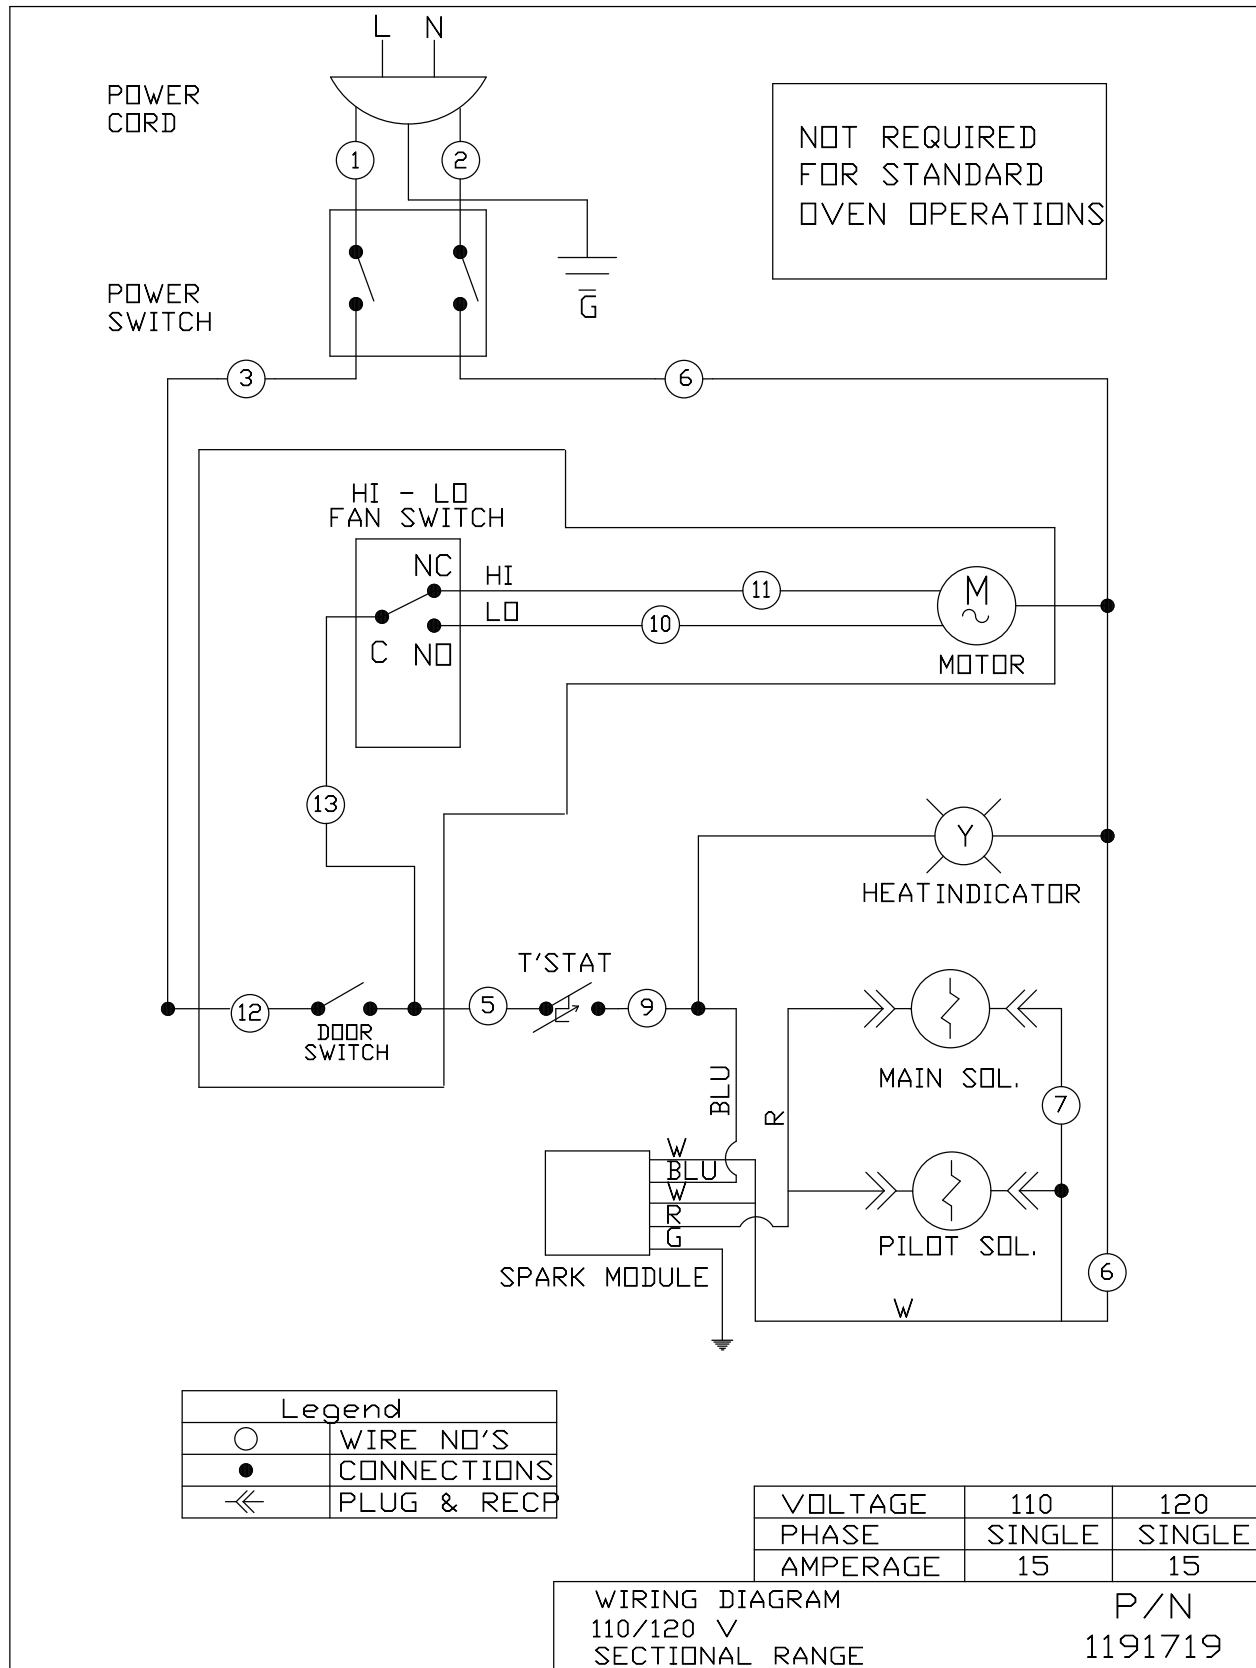 L N
POWER
CORD
1 2
NOT REQUIRED
FOR STANDARD
OVEN OPERATIONS
G
POWER
SWITCH
3 6
HI - LO
FAN SWITCH
NC HI 11 M
LO 10
C NO
MOTOR
13
Y
HEAT INDICATOR
T'STAT
12 5 9
DOOR
SWITCH
MAIN SOL.
BLU
R
7
W
BLU
W
R
G
PILOT SOL.
SPARK MODULE
6
W
Legend
WIRE NO'S
CONNECTIONS
PLUG & RECP
VOLTAGE 110 120
PHASE SINGLE SINGLE
AMPERAGE 15 15
WIRING DIAGRAM
110/120 V
SECTIONAL RANGE
P/N
1191719